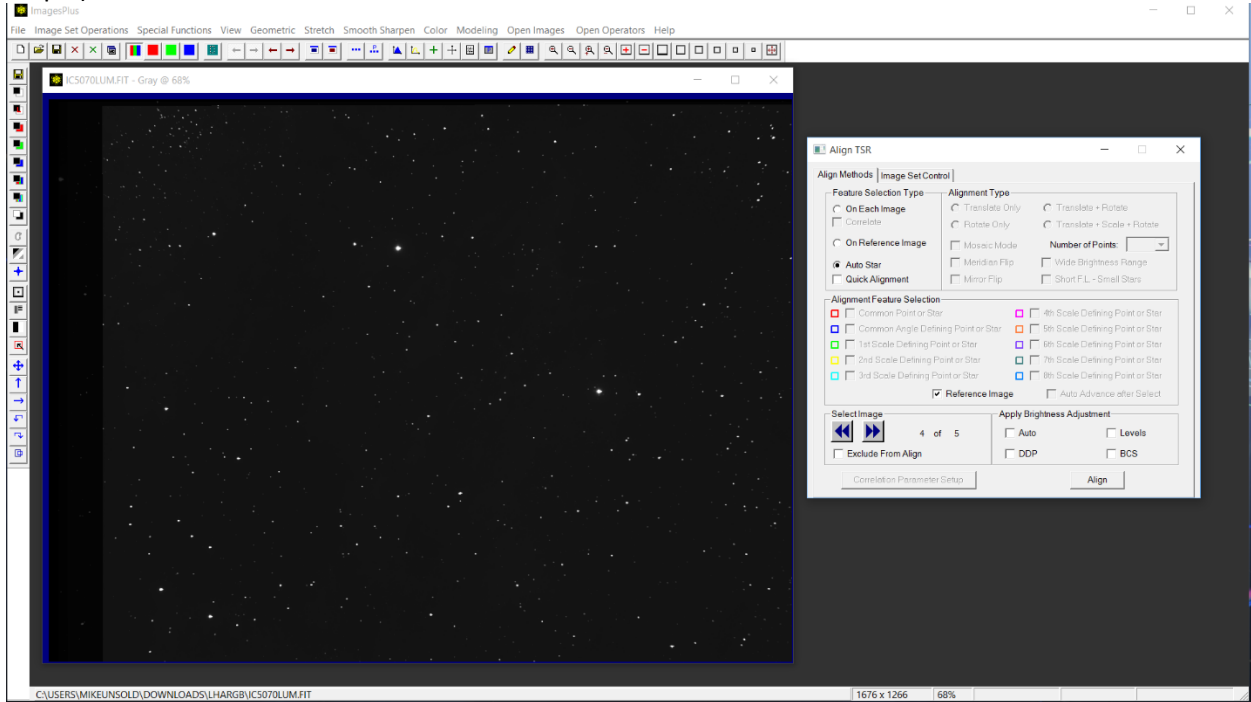 ImagesPlus
File Image Set Operations Special Functions View Geometric Stretch Smooth Sharpen Color Modeling Open Images Open Operators Help
IC5070LUM.FIT - Gray @ 68%
Align TSR
Align Methods Image Set Control
Feature Selection Type Alignment Type
On Each Image Translate Only Translate + Rotate
Correlate Rotate Only Translate + Scale + Rotate
On Reference Image Mosaic Mode Number of Points:
Auto Star Meridian Flip Wide Brightness Range
Quick Alignment Mirror Flip Short F.L. - Small Stars
Alignment Feature Selection
Common Point or Star 4th Scale Defining Point or Star
Common Angle Defining Point or Star 5th Scale Defining Point or Star
1st Scale Defining Point or Star 6th Scale Defining Point or Star
2nd Scale Defining Point or Star 7th Scale Defining Point or Star
3rd Scale Defining Point or Star 8th Scale Defining Point or Star
Reference Image Auto Advance after Select
Select Image Apply Brightness Adjustment
4 of 5 Auto Levels
Exclude From Align DDP BCS
Correlation Parameter Setup Align
C:\USERS\MIKEUNSOLD\DOWNLOADS\LHARGB\IC5070LUM.FIT 1676 x 1266 68%